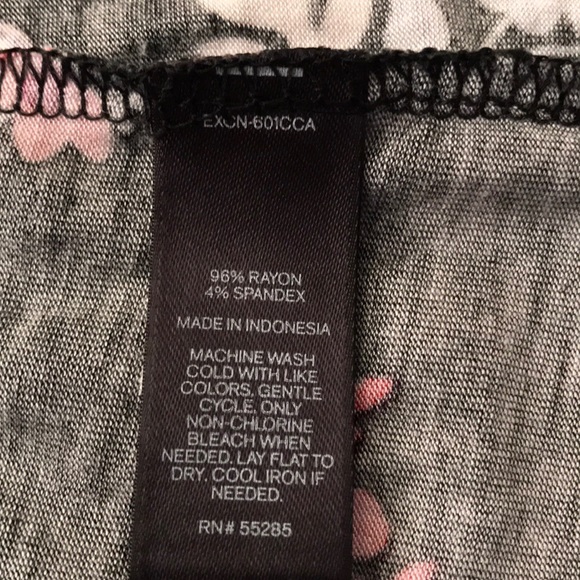 EXCN-601CCA
96% RAYON
4% SPANDEX
MADE IN INDONESIA
MACHINE WASH
COLD WITH LIKE
COLORS. GENTLE
CYCLE. ONLY
NON-CHLORINE
BLEACH WHEN
NEEDED. LAY FLAT TO
DRY. COOL IRON IF
NEEDED.
RN# 55285